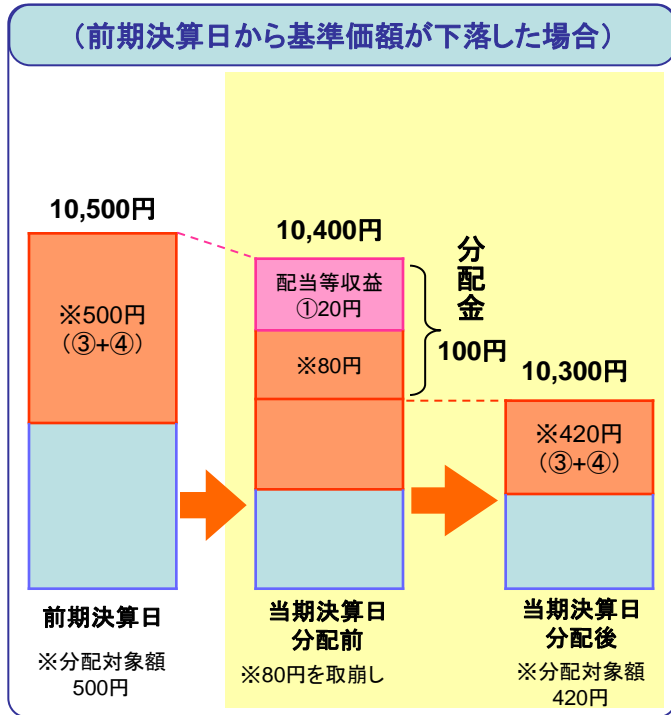 （前期決算日から基準価額が下落した場合）
10,500円
※500円
（③+④）
前期決算日
※分配対象額
500円
10,400円
配当等収益
①20円
※80円
分配金
100円
当期決算日
分配前
※80円を取崩し
10,300円
※420円
（③+④）
当期決算日
分配後
※分配対象額
420円